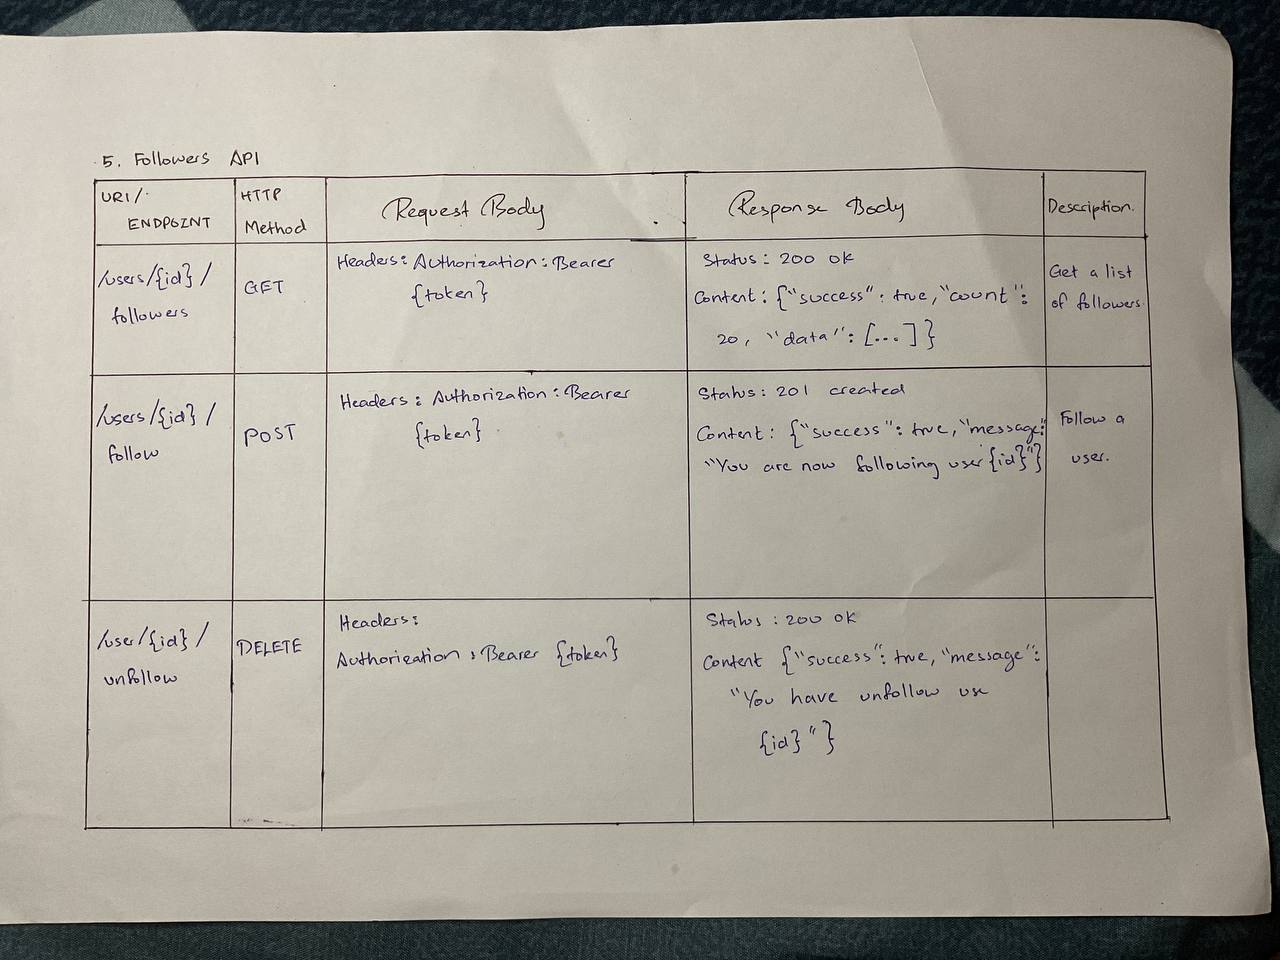 5. Followers API
URI/
ENDPOINT
HTTP
Method
Request Body
Response Body
Description.
/users/{id}/
followers
GET
Headers: Authorization: Bearer
{token}
Status: 200 OK
Content: {"success": true, "count":
20, "data": [...]}
Get a list
of followers.
/users/{id}/
follow
POST
Headers: Authorization: Bearer
{token}
Status: 201 created
Content: {"success": true, "message":
"You are now following user {id}"}
Follow a
user.
/user/{id}/
unfollow
DELETE
Headers:
Authorization: Bearer {token}
Status: 200 OK
Content {"success": true, "message":
"You have unfollow use
{id}"}